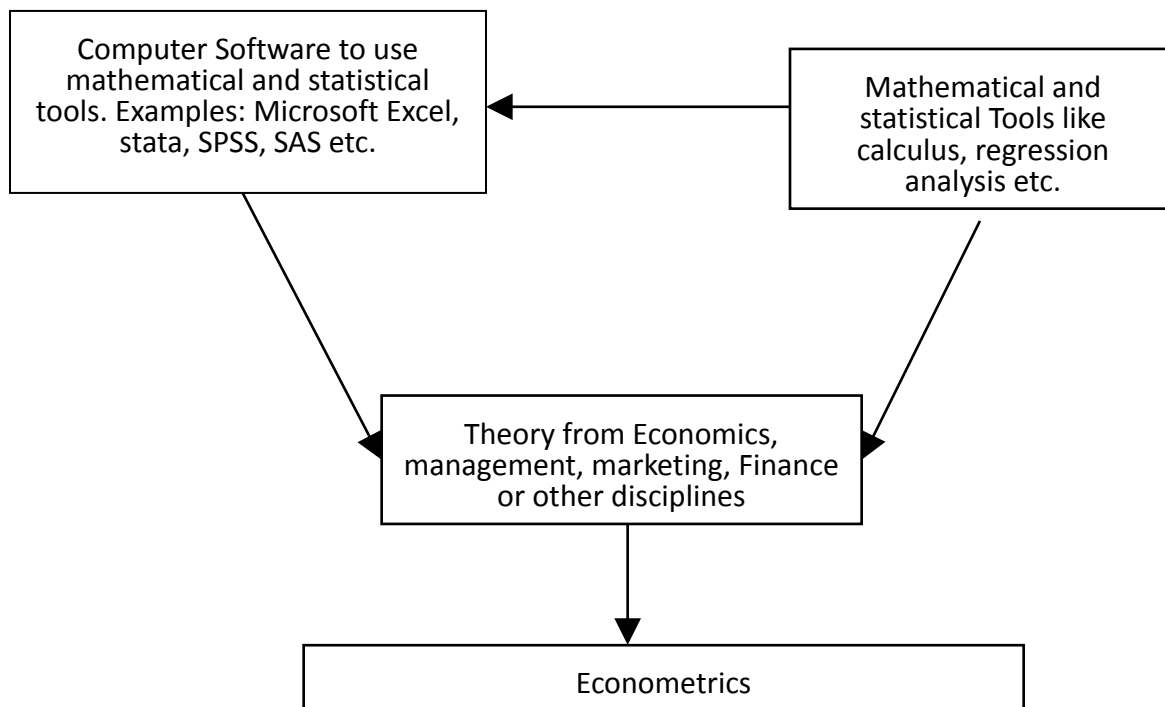 Computer Software to use
mathematical and statistical
tools. Examples: Microsoft Excel,
stata, SPSS, SAS etc.
Mathematical and
statistical Tools like
calculus, regression
analysis etc.
Theory from Economics,
management, marketing, Finance
or other disciplines
Econometrics